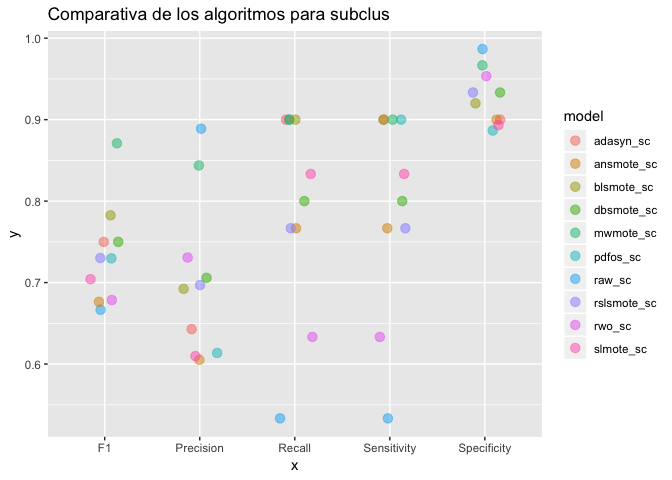 Comparativa de los algoritmos para subclus
1.0
0.9
0.8
0.7
0.6
y
F1 Precision Recall Sensitivity Specificity
x
model
adasyn_sc
ansmote_sc
blsmote_sc
dbsmote_sc
mwmote_sc
pdfos_sc
raw_sc
rslsmote_sc
rwo_sc
slmote_sc